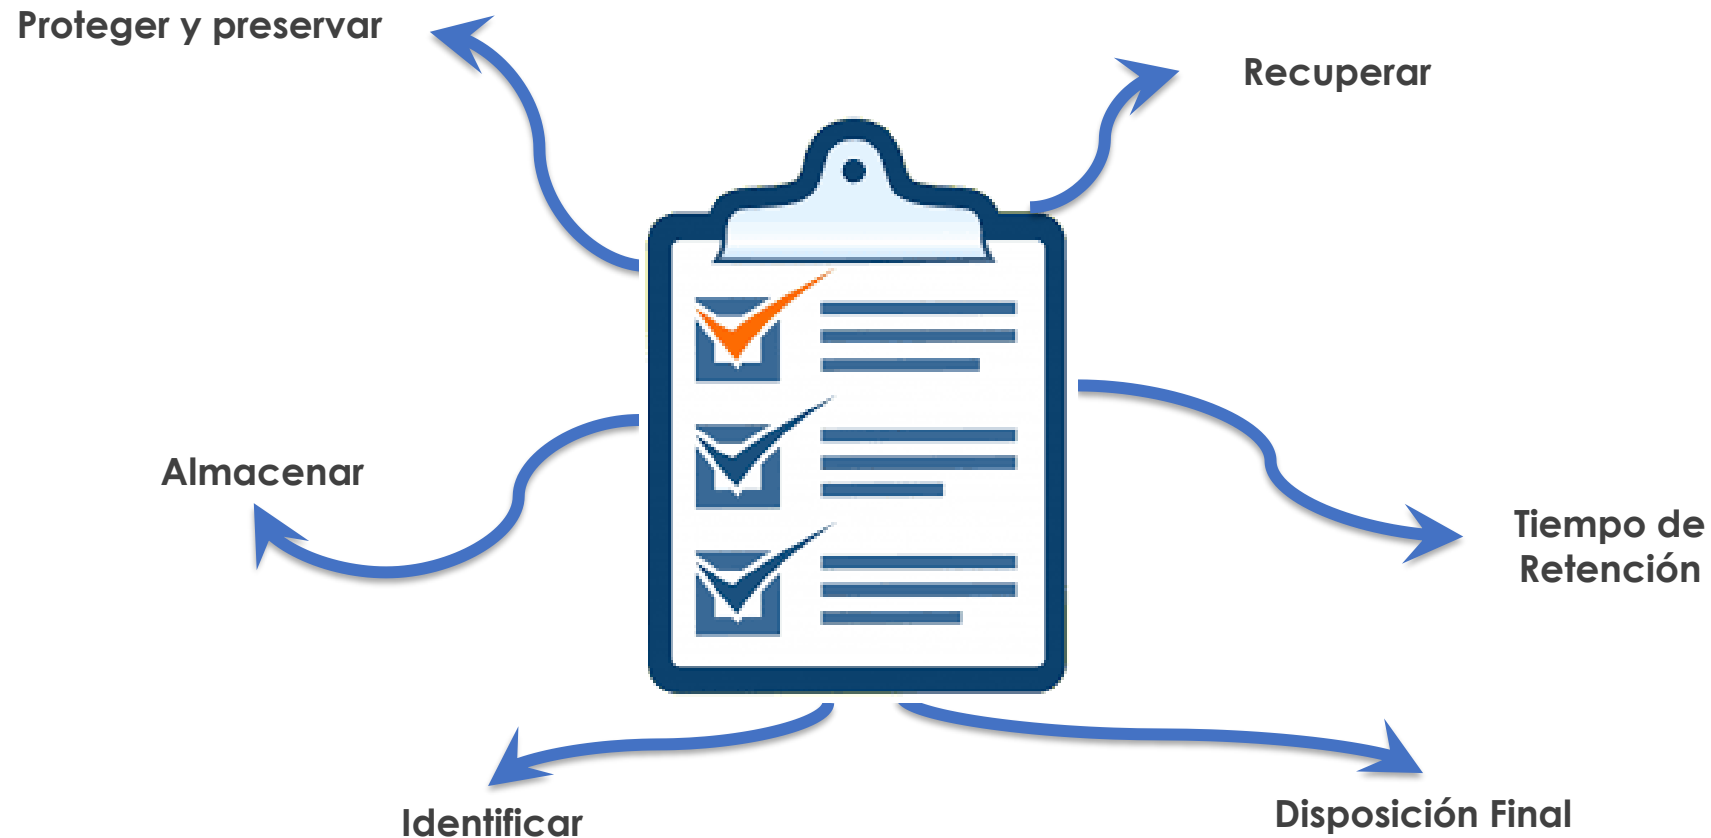 Proteger y preservar
Recuperar
Almacenar
Tiempo de
Retención
Identificar
Disposición Final